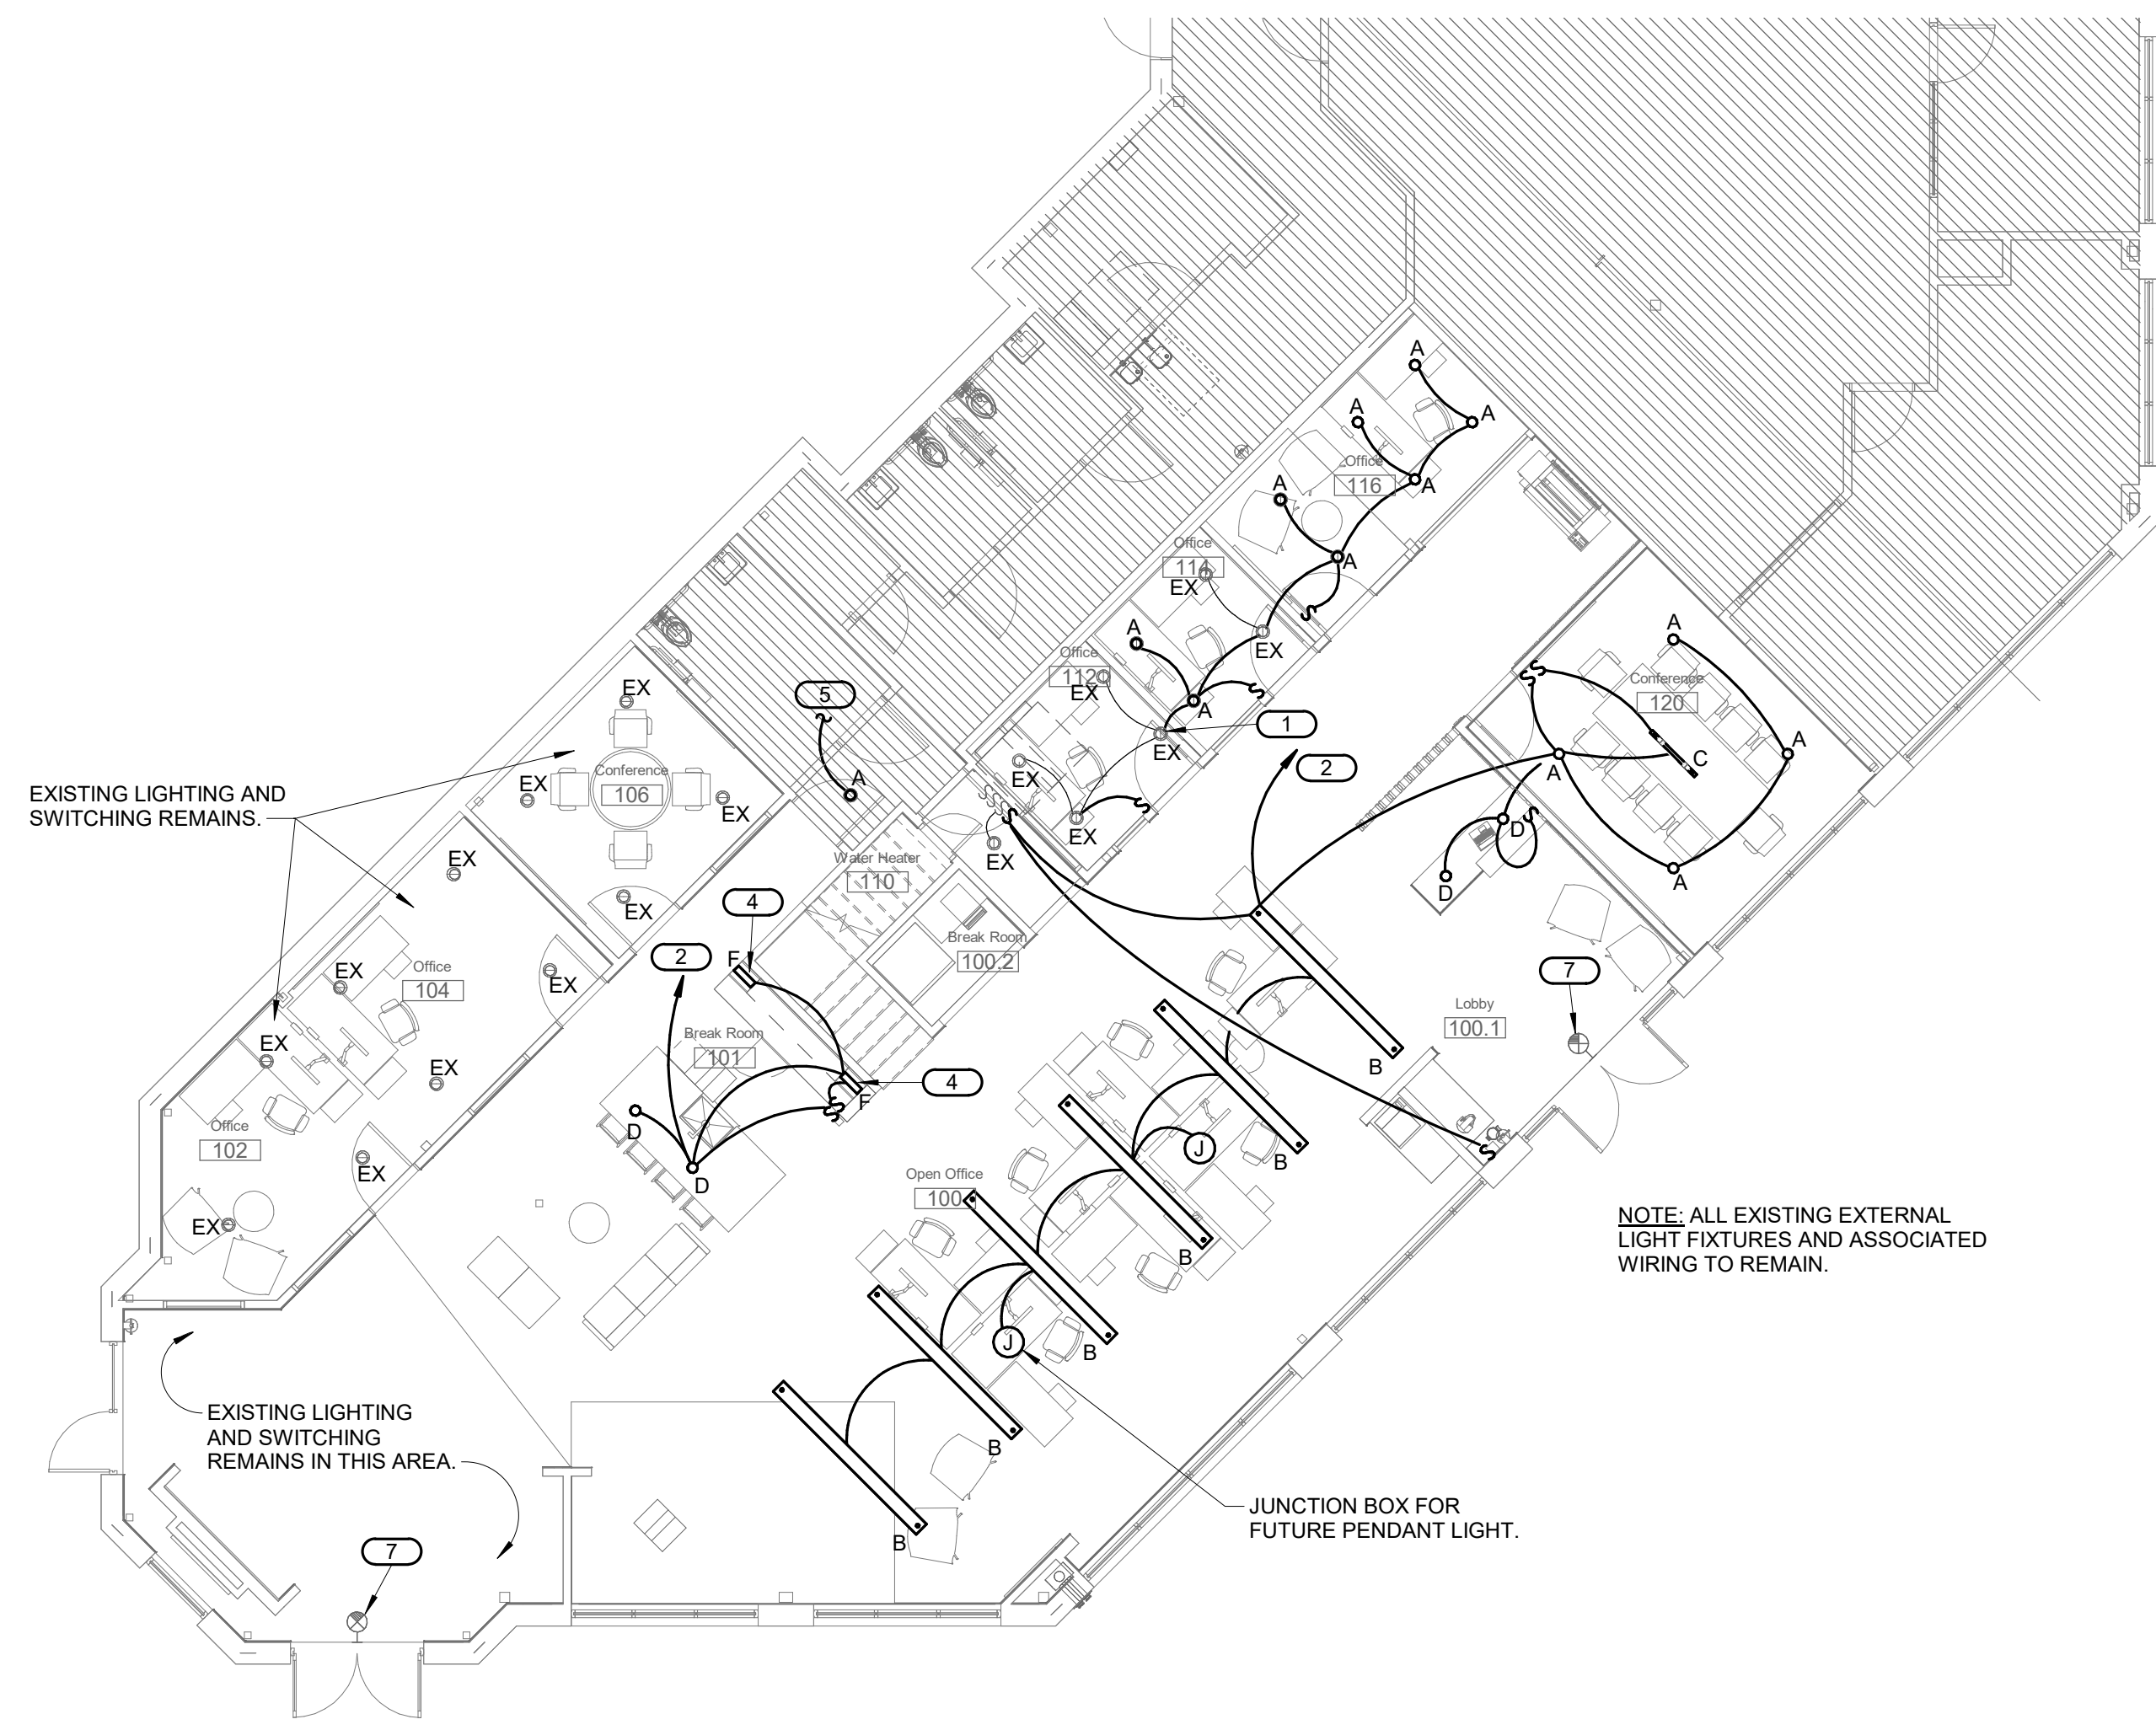 A
A
A
Office
116
A
A
Office
114
A
EX
A
A
EX
Office
112
EX
A
EX
5
EX
1
2
A
Conference
120
A
C
A
A
D
D
EX
EX
EX
Conference
106
EX
EX
A
EX
EX
EX
EXISTING LIGHTING AND
SWITCHING REMAINS.
Water Heater
110
4
F
2
Break Room
100.2
4
F
Break Room
101
D
D
EX
EX
Office
104
EX
EX
EX
Office
102
EX
EX
7
Lobby
100.1
B
B
J
B
Open Office
100
B
J
B
B
NOTE: ALL EXISTING EXTERNAL
LIGHT FIXTURES AND ASSOCIATED
WIRING TO REMAIN.
EXISTING LIGHTING
AND SWITCHING
REMAINS IN THIS AREA.
JUNCTION BOX FOR
FUTURE PENDANT LIGHT.
7